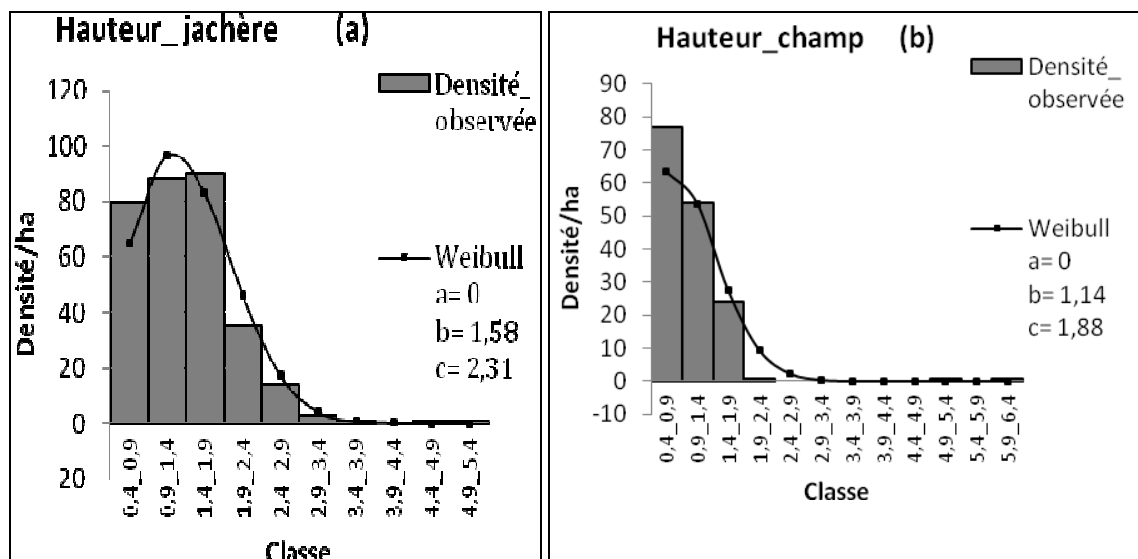 Hauteur_jachère (a)
Densité_
observée
Weibull
a= 0
b= 1,58
c= 2,31
Densité/ha
120
100
80
60
40
20
0
20
0,4_0,9
0,9_1,4
1,4_1,9
1,9_2,4
2,4_2,9
2,9_3,4
3,4_3,9
3,9_4,4
4,4_4,9
4,9_5,4
Classe
Hauteur_champ (b)
Densité_
observée
Weibull
a= 0
b= 1,14
c= 1,88
Densité/ha
90
80
70
60
50
40
30
20
10
0
-10
0,4_0,9
0,9_1,4
1,4_1,9
1,9_2,4
2,4_2,9
2,9_3,4
3,4_3,9
3,9_4,4
4,4_4,9
4,9_5,4
5,4_5,9
5,9_6,4
Classe